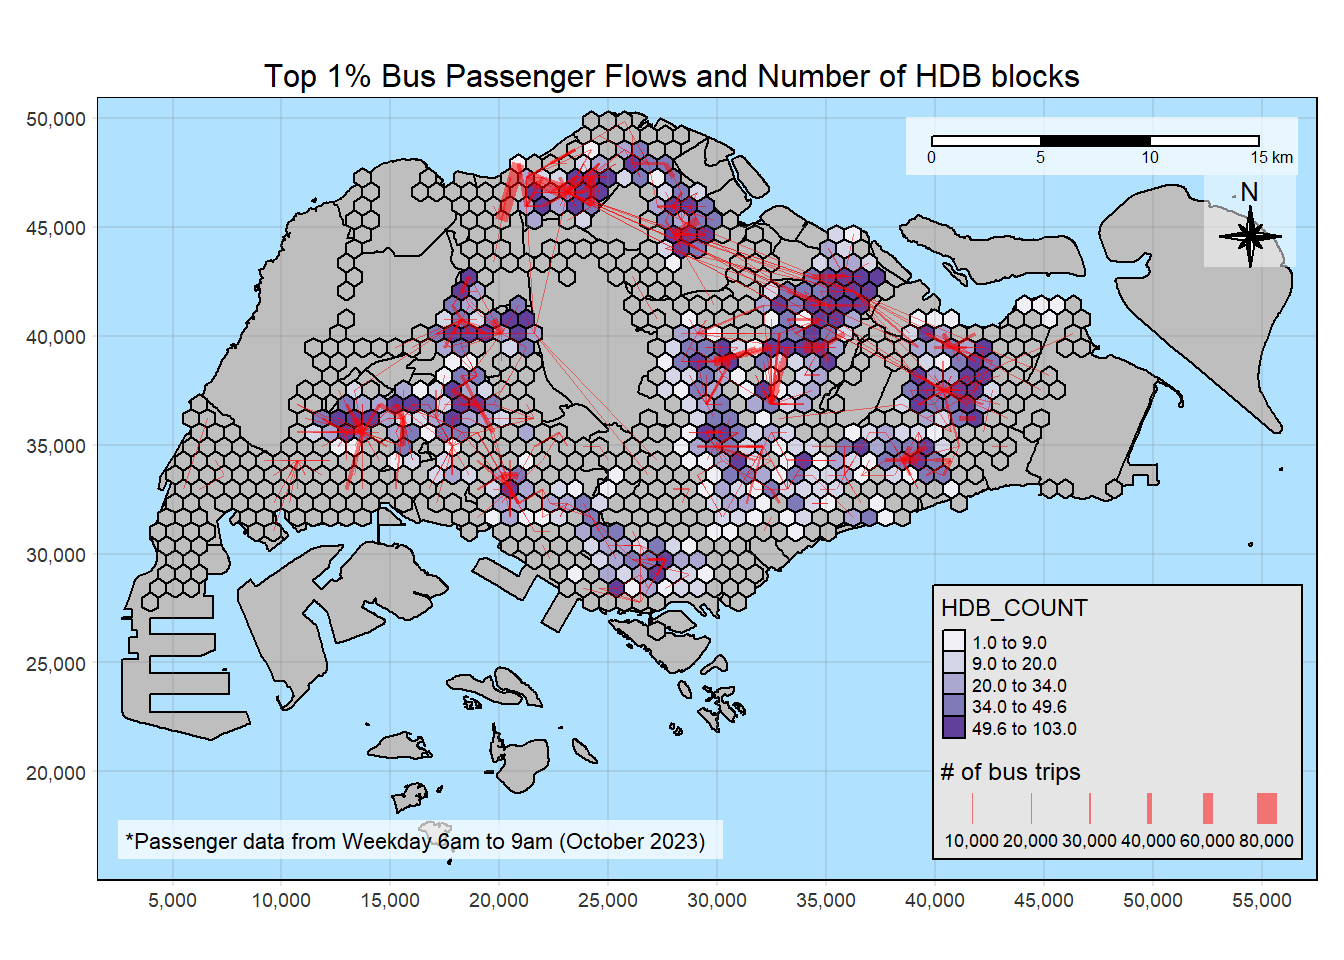 Top 1% Bus Passenger Flows and Number of HDB blocks
50,000
45,000
40,000
35,000
30,000
25,000
20,000
0 5 10 15 km
N
HDB_COUNT
1.0 to 9.0
9.0 to 20.0
20.0 to 34.0
34.0 to 49.6
49.6 to 103.0
# of bus trips
10,000 20,000 30,000 40,000 60,000 80,000
*Passenger data from Weekday 6am to 9am (October 2023)
5,000 10,000 15,000 20,000 25,000 30,000 35,000 40,000 45,000 50,000 55,000